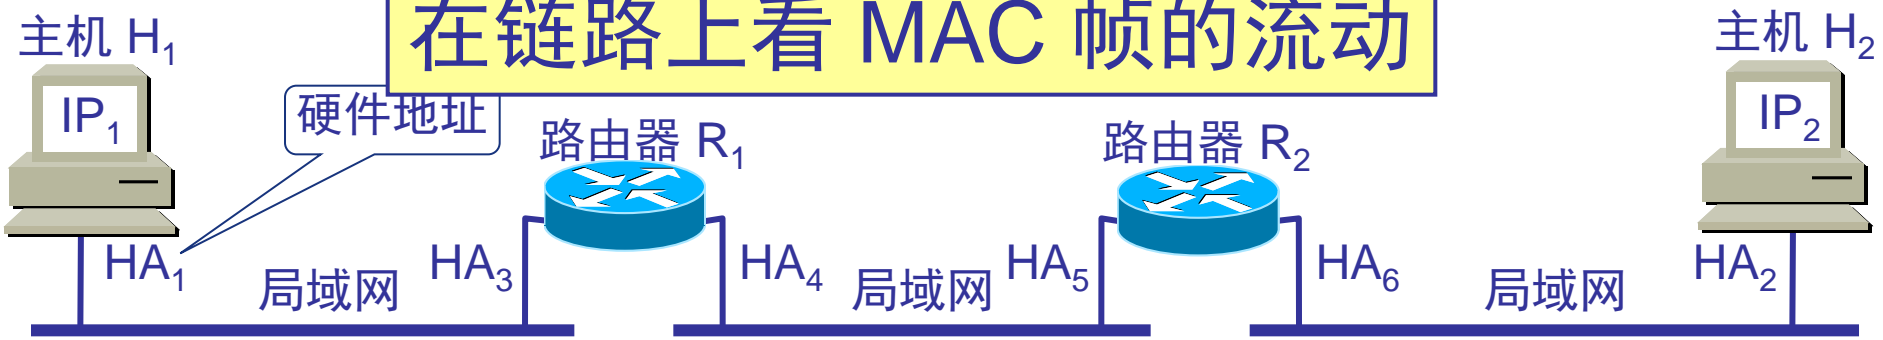 在链路上看 MAC 帧的流动
主机 H₁
主机 H₂
IP₁
硬件地址
路由器 R₁
路由器 R₂
IP₂
HA₁
局域网
HA₃
HA₄
局域网
HA₅
HA₆
局域网
HA₂